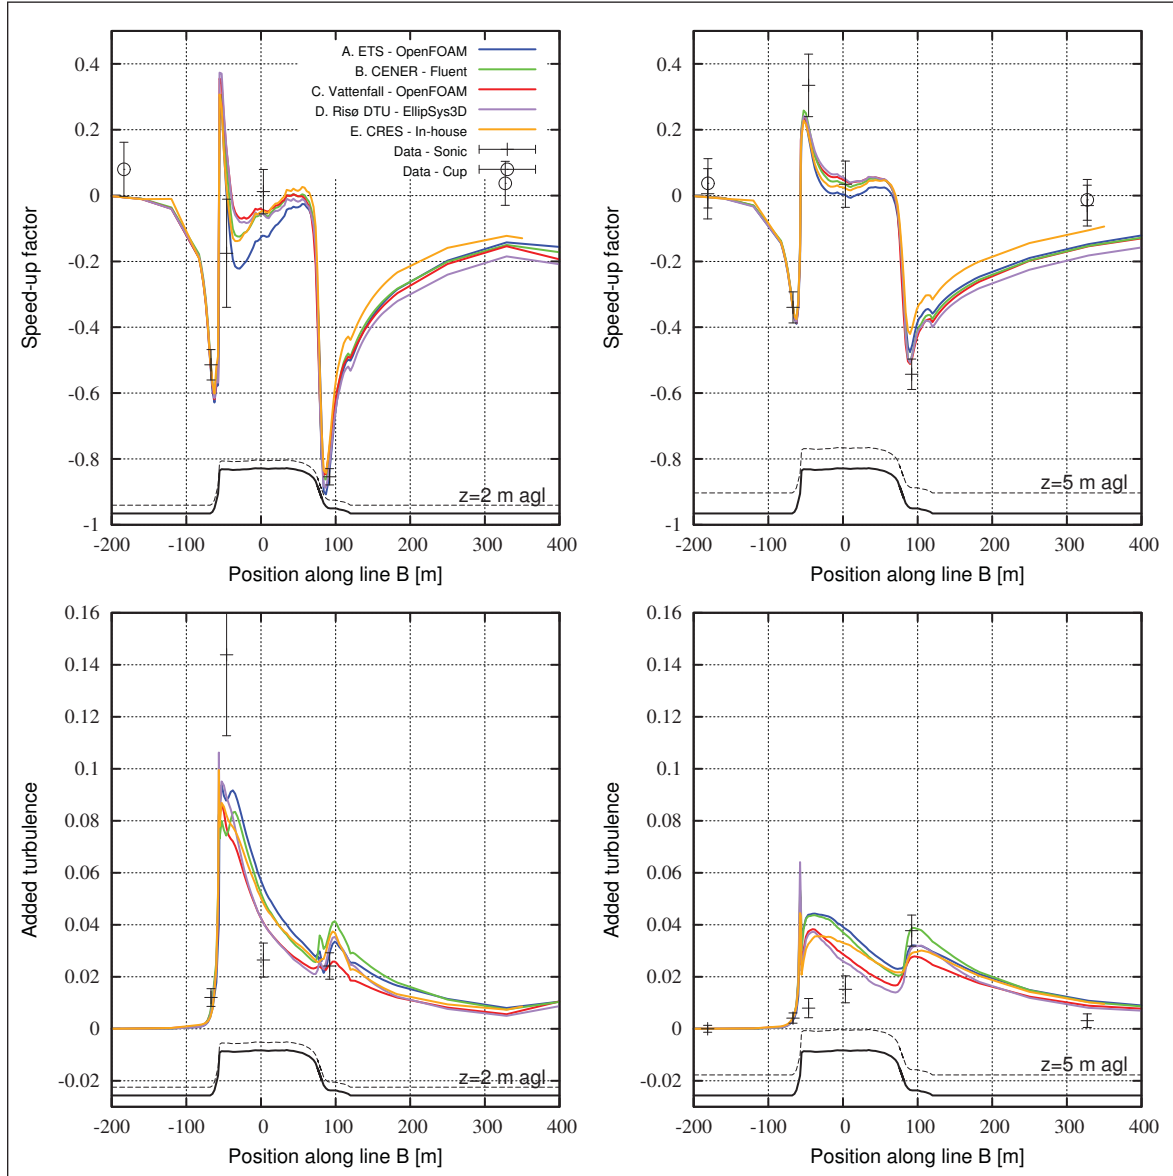 0.4
0.2
0
-0.2
-0.4
-0.6
-0.8
-1
Speed-up factor
A. ETS - OpenFOAM
B. CENER - Fluent
C. Vattenfall - OpenFOAM
D. Risø DTU - EllipSys3D
E. CRES - In-house
Data - Sonic
Data - Cup
z=2 m agl
-200 -100 0 100 200 300 400
Position along line B [m]
0.4
0.2
0
-0.2
-0.4
-0.6
-0.8
-1
Speed-up factor
z=5 m agl
-200 -100 0 100 200 300 400
Position along line B [m]
0.16
0.14
0.12
0.1
0.08
0.06
0.04
0.02
0
-0.02
Added turbulence
z=2 m agl
-200 -100 0 100 200 300 400
Position along line B [m]
0.16
0.14
0.12
0.1
0.08
0.06
0.04
0.02
0
-0.02
Added turbulence
z=5 m agl
-200 -100 0 100 200 300 400
Position along line B [m]